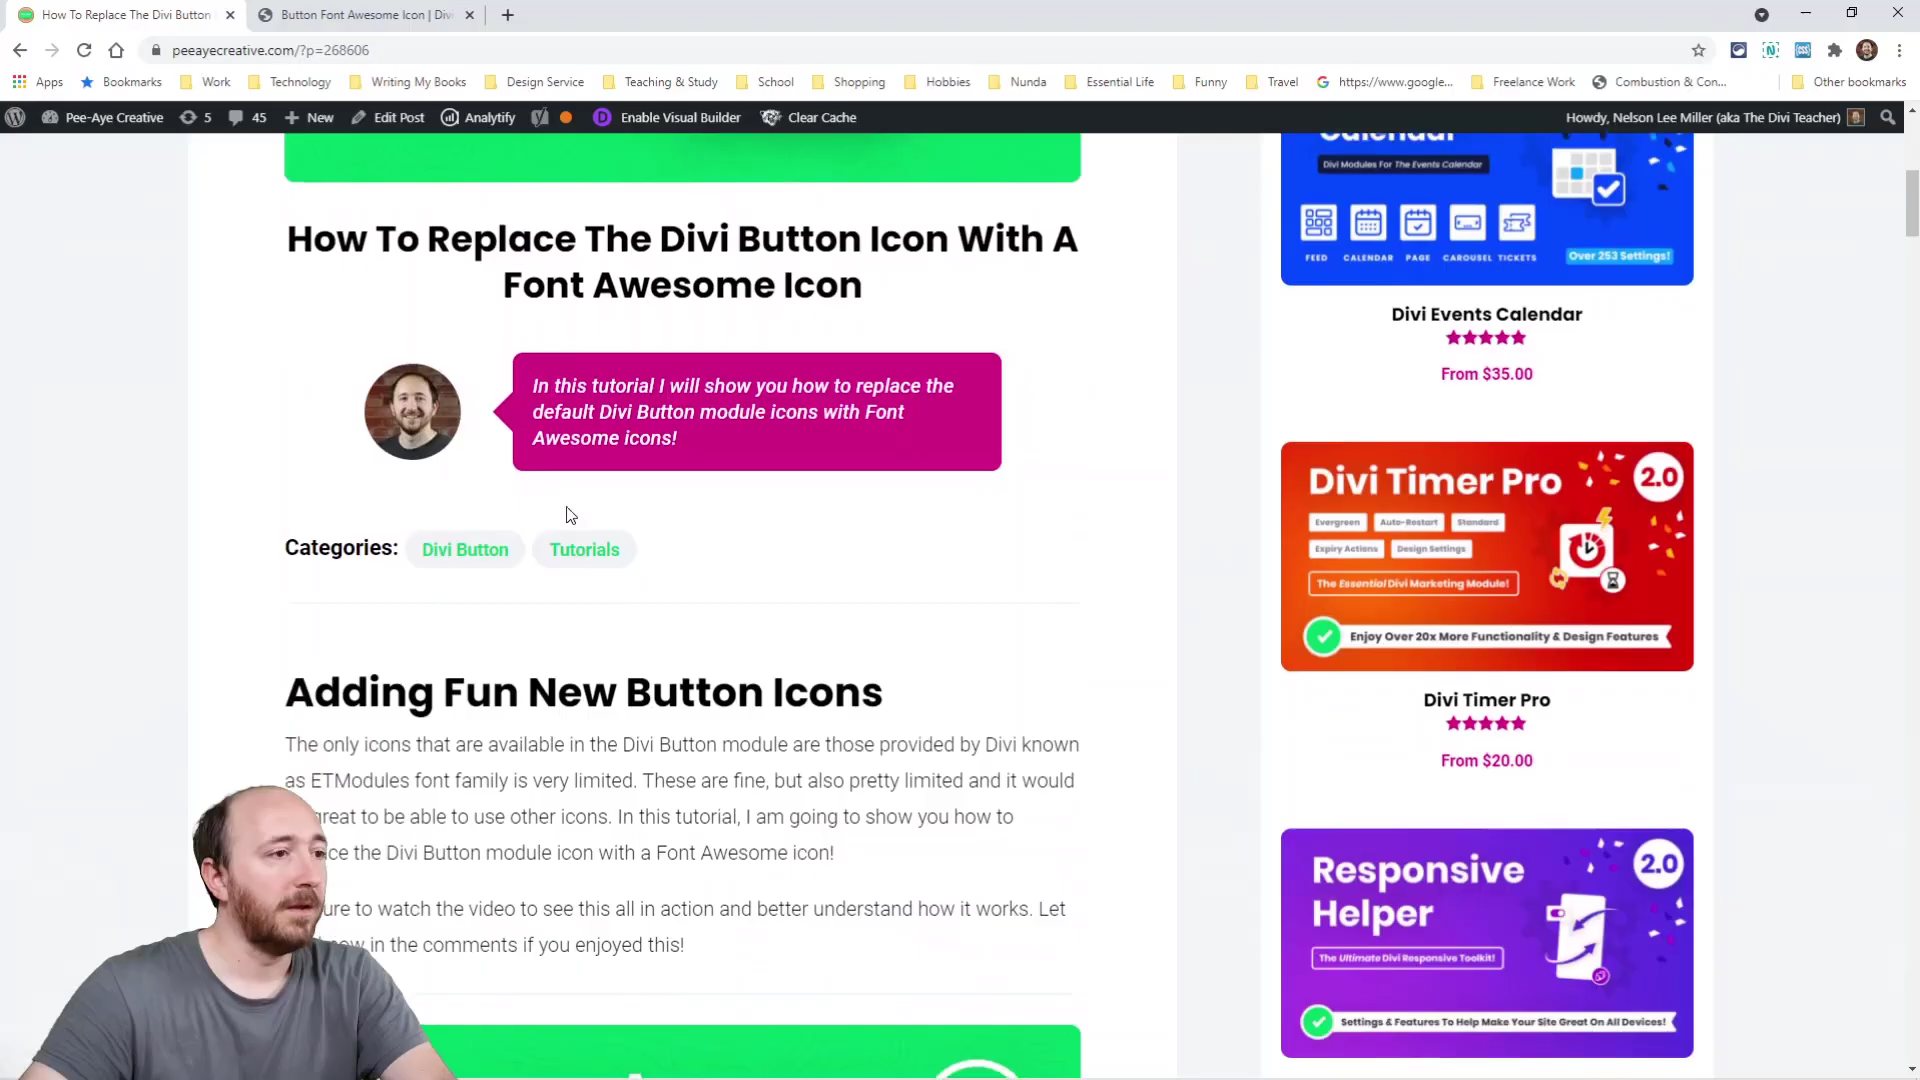 How To Replace The Divi Button
Button Font Awesome Icon | Div
peeayecreative.com/?p=268606
Apps
Bookmarks
Work
Technology
Writing My Books
Design Service
Teaching & Study
School
Shopping
Hobbies
Nunda
Essential Life
Funny
Travel
https://www.google...
Freelance Work
Combustion & Con...
Other bookmarks
Pee-Aye Creative
5
45
New
Edit Post
Analytify
Enable Visual Builder
Clear Cache
Howdy, Nelson Lee Miller (aka The Divi Teacher)
How To Replace The Divi Button Icon With A
Font Awesome Icon
In this tutorial I will show you how to replace the
default Divi Button module icons with Font
Awesome icons!
Categories:
Divi Button
Tutorials
Adding Fun New Button Icons
The only icons that are available in the Divi Button module are those provided by Divi known
as ETModules font family is very limited. These are fine, but also pretty limited and it would
great to be able to use other icons. In this tutorial, I am going to show you how to
the Divi Button module icon with a Font Awesome icon!
to watch the video to see this all in action and better understand how it works. Let
in the comments if you enjoyed this!
Calendar
Divi Modules For The Events Calendar
FEED
CALENDAR
PAGE
CAROUSEL
TICKETS
Over 253 Settings!
Divi Events Calendar
From $35.00
Divi Timer Pro
2.0
Evergreen
Auto-Restart
Standard
Expiry Actions
Design Settings
The Essential Divi Marketing Module!
Enjoy Over 20x More Functionality & Design Features
Divi Timer Pro
From $20.00
Responsive
Helper
2.0
The Ultimate Divi Responsive Toolkit!
Settings & Features To Help Make Your Site Great On All Devices!